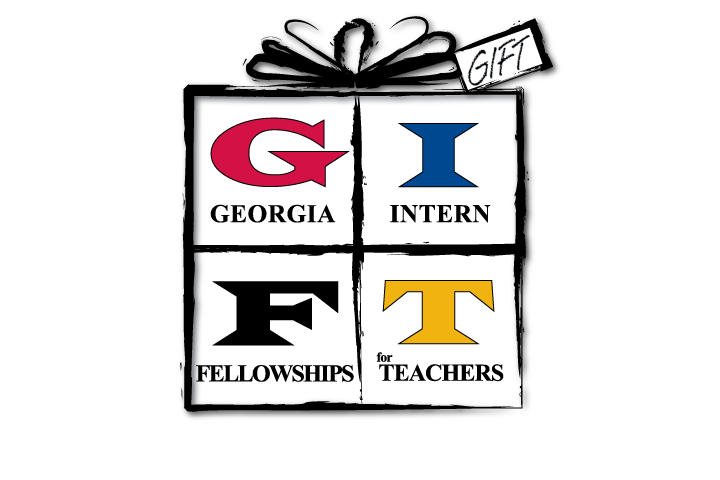 GIFT
G
GEORGIA
I
INTERN
F
FELLOWSHIPS
T
for
TEACHERS